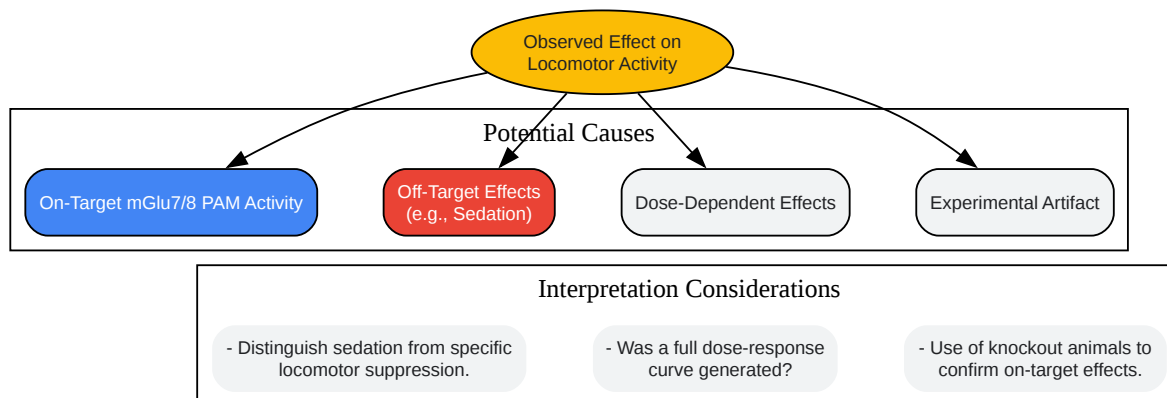 Observed Effect on
Locomotor Activity
Potential Causes
On-Target mGlu7/8 PAM Activity
Off-Target Effects
(e.g., Sedation)
Dose-Dependent Effects
Experimental Artifact
Interpretation Considerations
- Distinguish sedation from specific
locomotor suppression.
- Was a full dose-response
curve generated?
- Use of knockout animals to
confirm on-target effects.